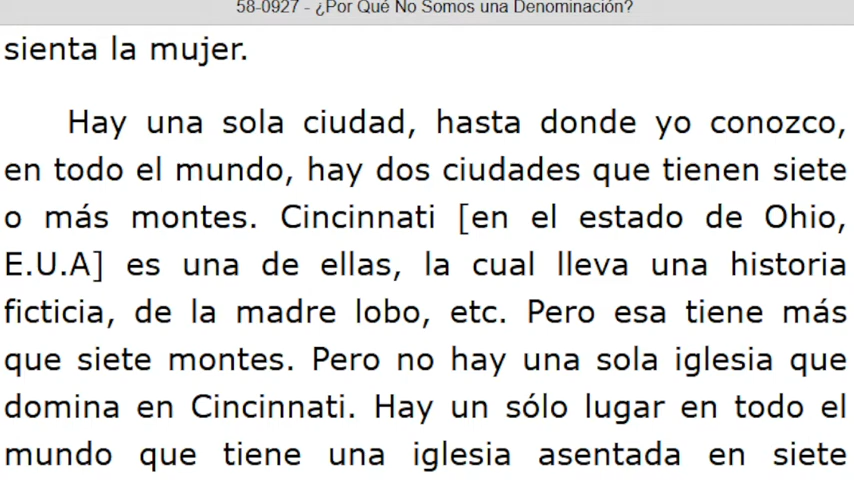 58-0927 - ¿Por Qué No Somos una Denominación?
sienta la mujer.
Hay una sola ciudad, hasta donde yo conozco,
en todo el mundo, hay dos ciudades que tienen siete
o más montes. Cincinnati [en el estado de Ohio,
E.U.A] es una de ellas, la cual lleva una historia
ficticia, de la madre lobo, etc. Pero esa tiene más
que siete montes. Pero no hay una sola iglesia que
domina en Cincinnati. Hay un sólo lugar en todo el
mundo que tiene una iglesia asentada en siete